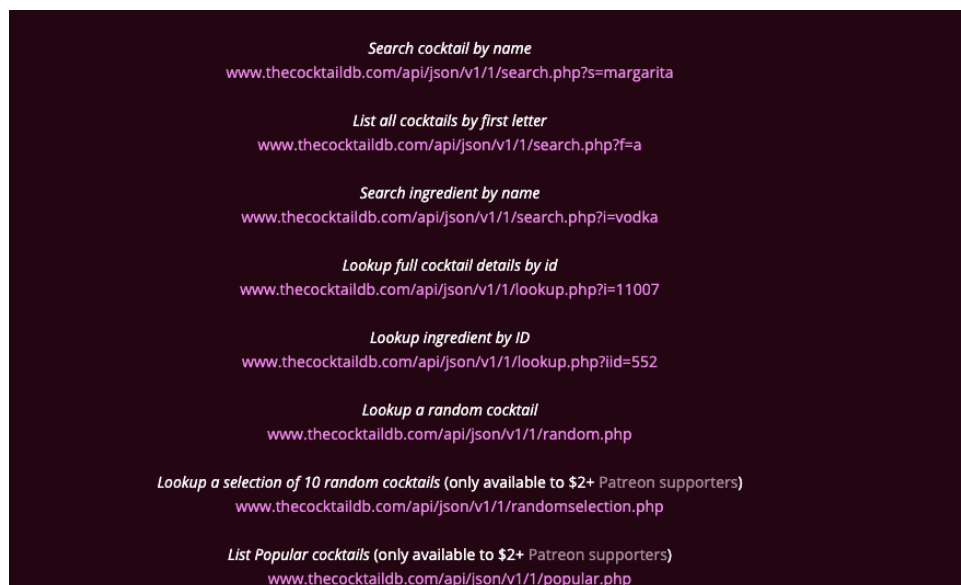 Search cocktail by name
www.thecocktaildb.com/api/json/v1/1/search.php?s=margarita
List all cocktails by first letter
www.thecocktaildb.com/api/json/v1/1/search.php?f=a
Search ingredient by name
www.thecocktaildb.com/api/json/v1/1/search.php?i=vodka
Lookup full cocktail details by id
www.thecocktaildb.com/api/json/v1/1/lookup.php?i=11007
Lookup ingredient by ID
www.thecocktaildb.com/api/json/v1/1/lookup.php?iid=552
Lookup a random cocktail
www.thecocktaildb.com/api/json/v1/1/random.php
Lookup a selection of 10 random cocktails (only available to $2+ Patreon supporters)
www.thecocktaildb.com/api/json/v1/1/randomselection.php
List Popular cocktails (only available to $2+ Patreon supporters)
www.thecocktaildb.com/api/json/v1/1/popular.php